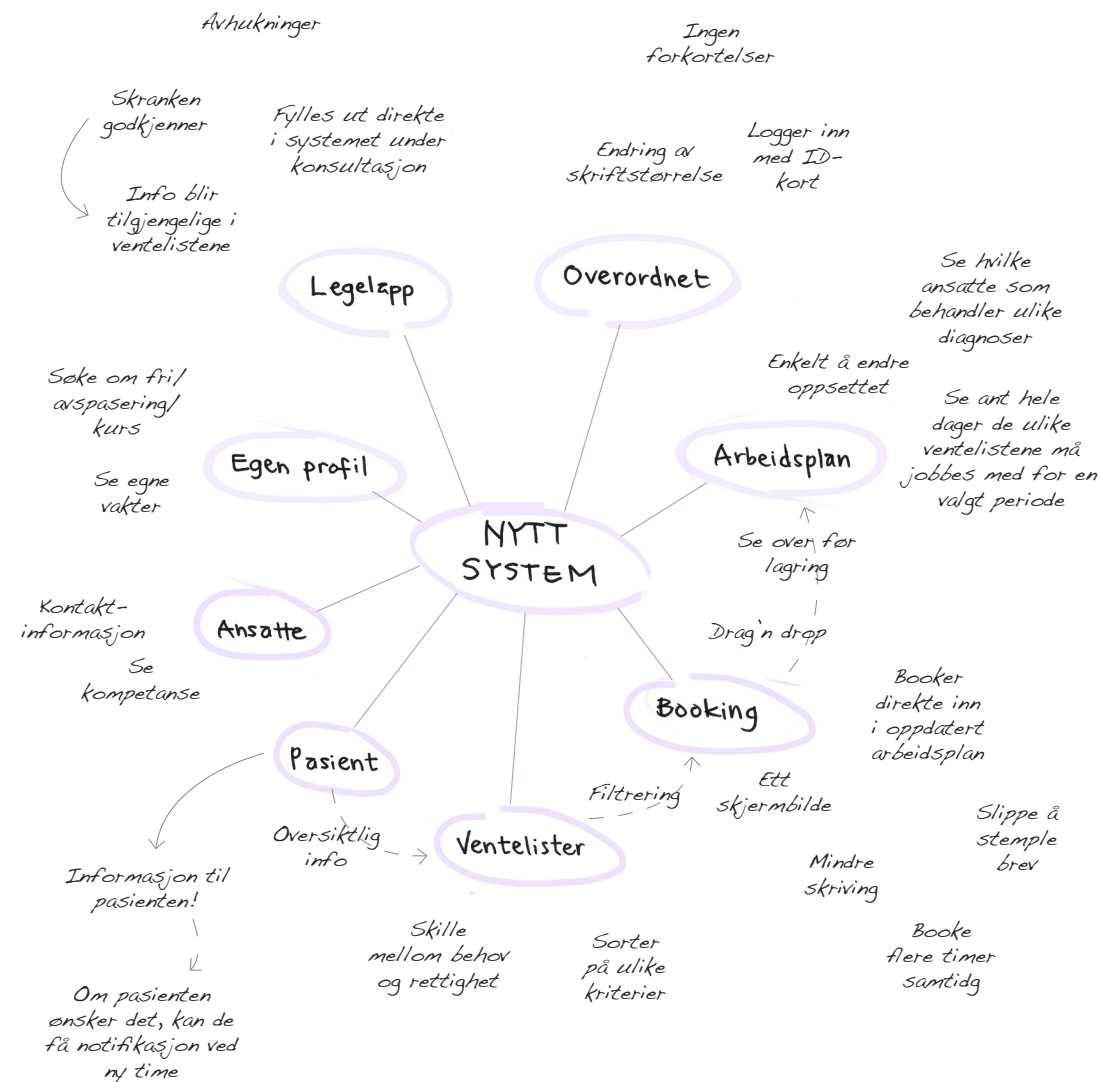 Avhukninger
Ingen
forkortelser
Skranken
godkjenner
Fylles ut direkte
i systemet under
konsultasjon
Endring av
skriftstørrelse
Logger inn
med ID-
kort
Info blir
tilgjengelige i
ventelistene
Legelapp
Overordnet
Se hvilke
ansatte som
behandler ulike
diagnoser
Enkelt å endre
oppsettet
Søke om fri/
avspasering/
kurs
Se ant hele
dager de ulike
ventelistene må
jobbes med for en
valgt periode
Egen profil
Arbeidsplan
Se egne
vakter
NYTT
SYSTEM
Se over før
lagring
Kontakt-
informasjon
Ansatte
Drag'n drop
Se
kompetanse
Booking
Booker
direkte inn
i oppdatert
arbeidsplan
Pasient
Filtrering
Ett
skjermbilde
Oversiktlig
info
Ventelister
Slippe å
stemple
brev
Mindre
skriving
Informasjon til
pasienten!
Skille
mellom behov
og rettighet
Sorter
på ulike
kriterier
Booke
flere timer
samtidg
Om pasienten
ønsker det, kan de
få notifikasjon ved
ny time